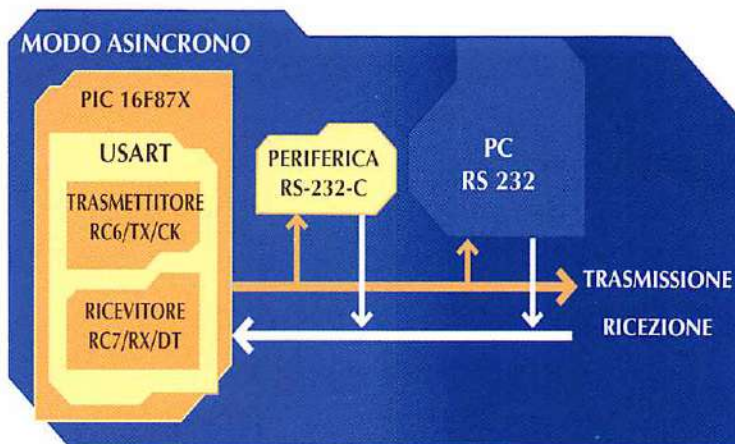 MODO ASINCRONO
PIC 16F87X
USART
TRASMETTITORE
RC6/TX/CK
RICEVITORE
RC7/RX/DT
PERIFERICA
RS-232-C
PC
RS 232
TRASMISSIONE
RICEZIONE